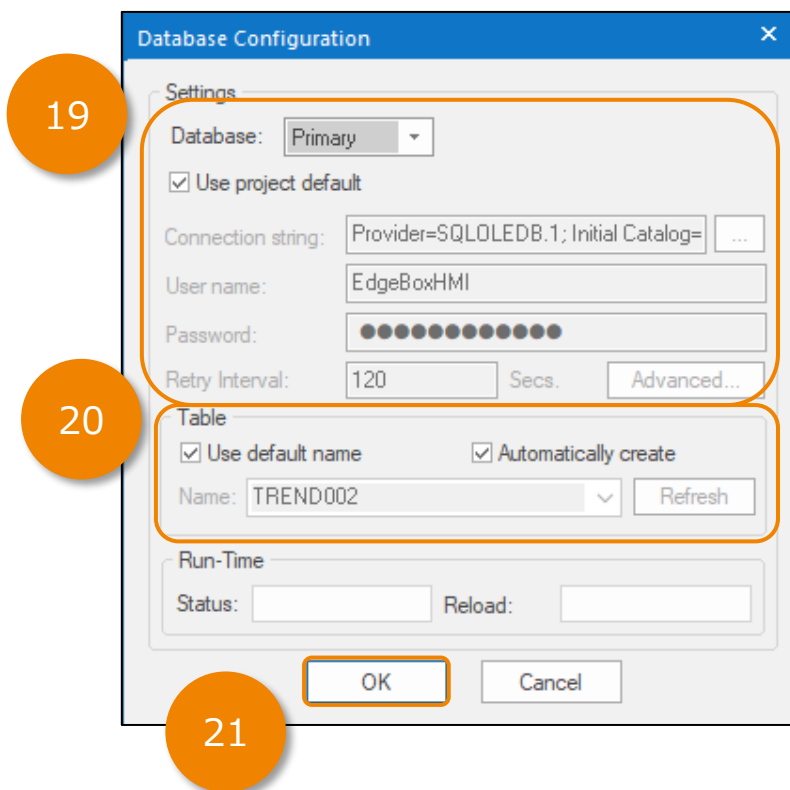 Database Configuration
19
Settings
Database: Primary
Use project default
Connection string: Provider=SQLOLEDB.1; Initial Catalog= ...
User name: EdgeBoxHMI
Password: ●●●●●●●●●●●●
Retry Interval: 120 Secs. Advanced...
20
Table
Use default name Automatically create
Name: TREND002 Refresh
Run-Time
Status: Reload:
OK Cancel
21